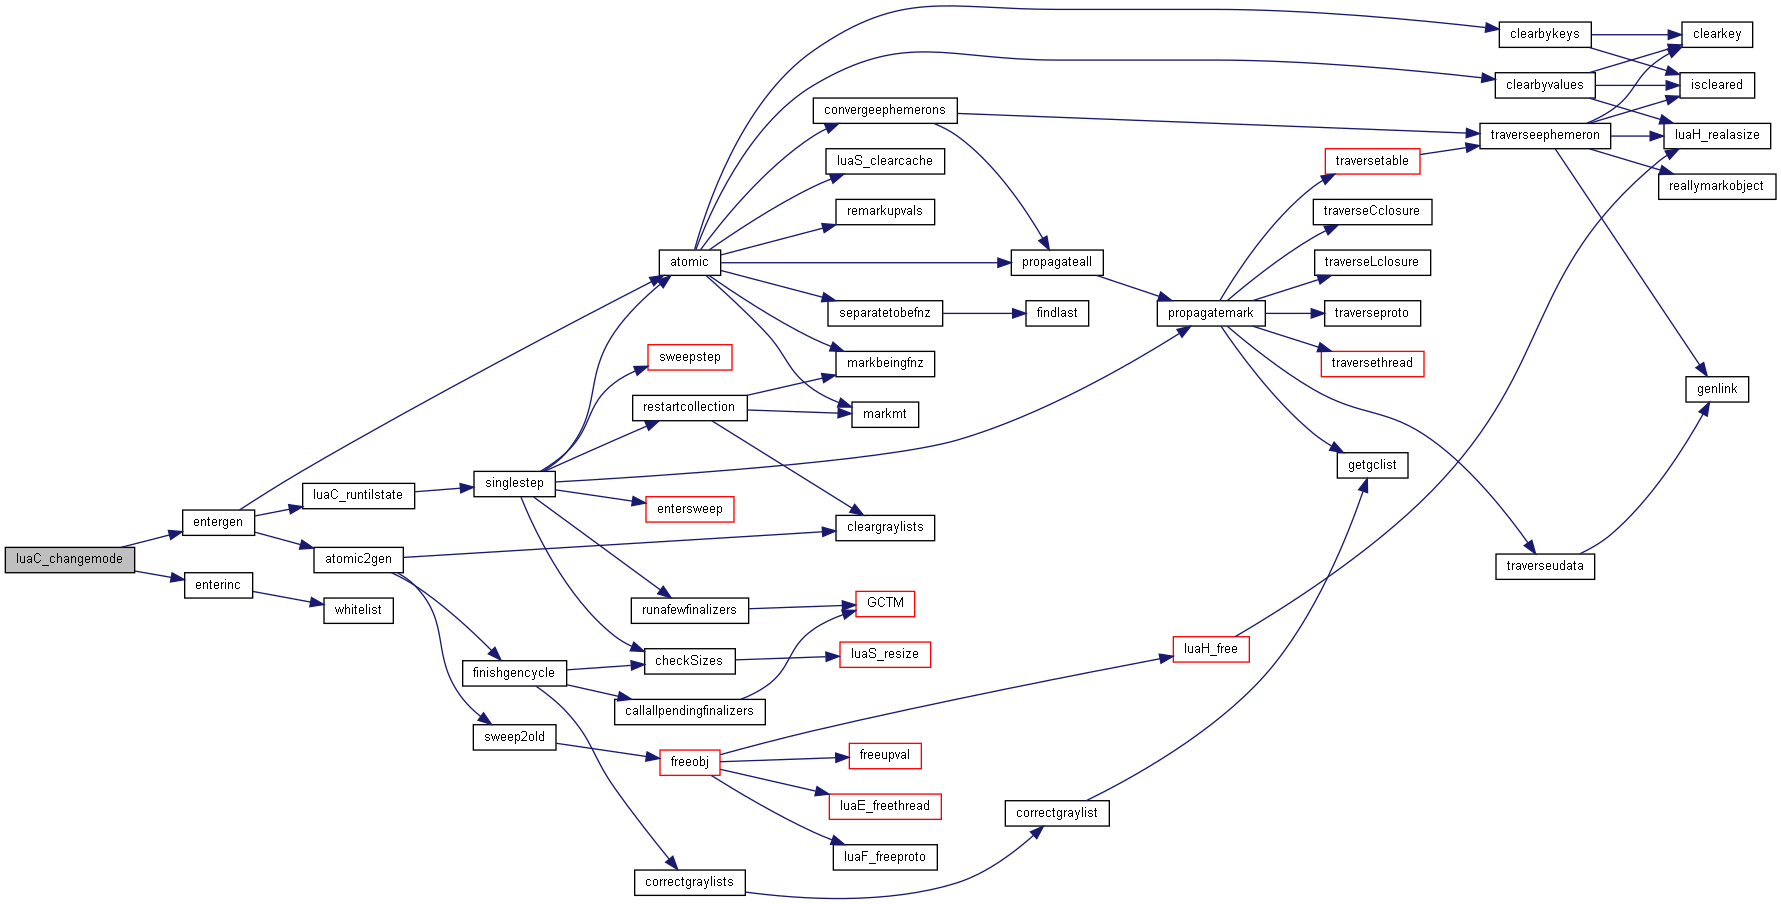 clearbykeys
clearkey
clearbyvalues
iscleared
convergeephemerons
traverseephemeron
luaH_realasize
luaS_clearcache
traversetable
reallymarkobject
remarkupvals
traverseCclosure
atomic
propagateall
traverseLclosure
separatetobefnz
findlast
propagatemark
traverseproto
sweepstep
markbeingfnz
traversethread
genlink
restartcollection
markmt
getgclist
singlestep
luaC_runtilstate
entersweep
entergen
cleargraylists
luaC_changemode
atomic2gen
traverseudata
enterinc
whitelist
runafewfinalizers
GCTM
luaH_free
checkSizes
luaS_resize
finishgencycle
callallpendingfinalizers
sweep2old
freeobj
freeupval
luaE_freethread
correctgraylist
luaF_freeproto
correctgraylists